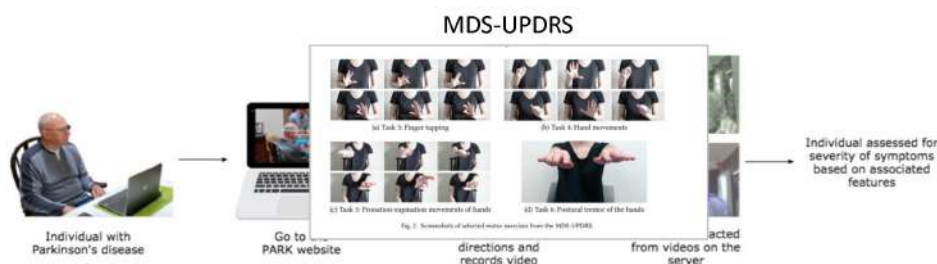 MDS-UPDRS
(a) Task 3: Finger tapping
(b) Task 4: Hand movements
(c) Task 5: Pronation-supination movements of hands
(d) Task 6: Postural tremor of the hands
Fig. 2: Screenshots of selected motor exercises from the MDS-UPDRS
Individual with
Parkinson's disease
Go to
PARK website
directions and
records video
from videos on the
server
Individual assessed for
severity of symptoms
based on associated
features